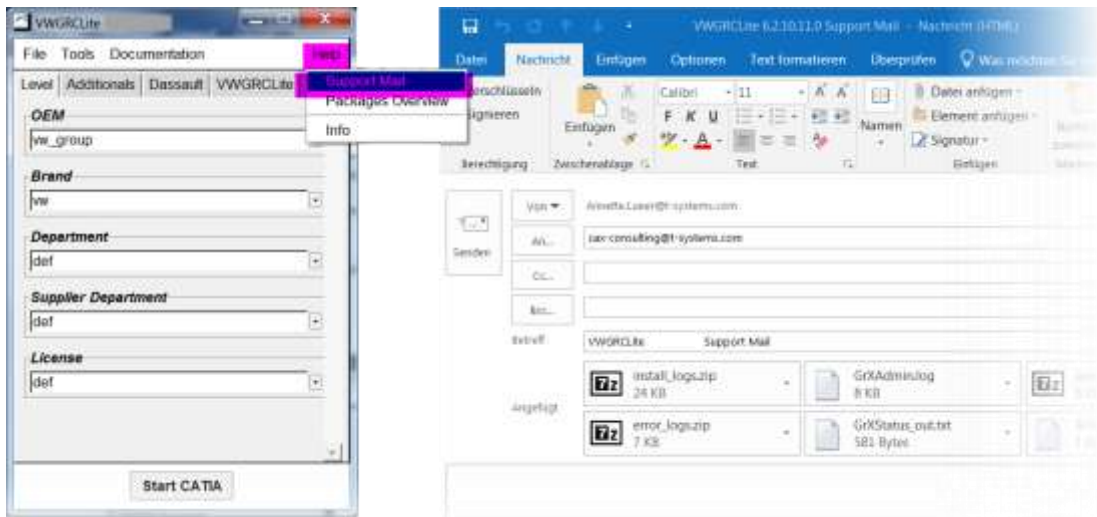 VWGRCLite
File Tools Documentation Help
Level Additionals Dassault VWGRCLite
Support Mail
Packages Overview
Info
OEM
vw_group
Brand
vw
Department
def
Supplier Department
def
License
def
Start CATIA
VWGRCLite 6.2.10.11.0 Support Mail - Nachricht (HTML)
Datei Nachricht Einfügen Optionen Text formatieren Überprüfen Was möchten
Einfügen
Calibri 11
F K U
Namen
Datei anfügen
Element anfügen
Signatur
Berechtigung Zwischenablage Text Einfügen
Senden
Von
An...
sax-consulting@t-systems.com
Cc...
Bcc...
Betreff
VWGRCLite Support Mail
Angefügt
install_logs.zip
24 KB
GrXAdmin.log
8 KB
error_logs.zip
7 KB
GrXStatus_out.txt
581 Bytes